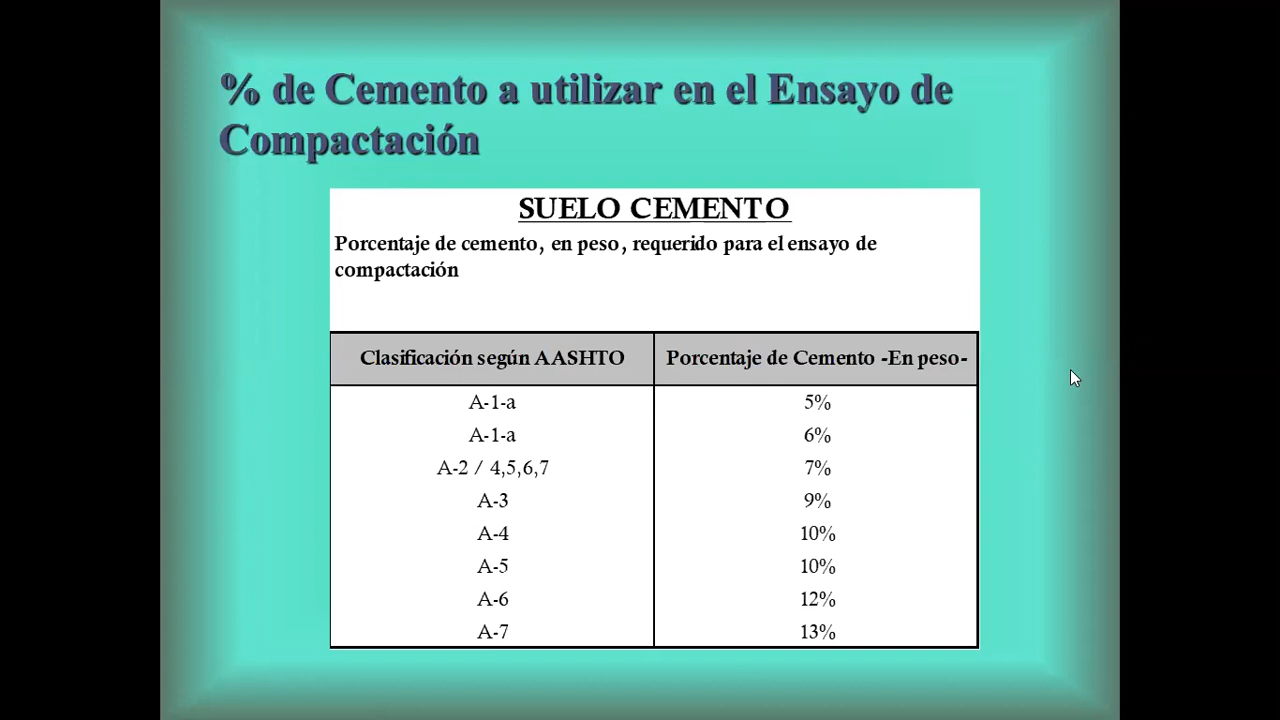 % de Cemento a utilizar en el Ensayo de
Compactación
SUELO CEMENTO
Porcentaje de cemento, en peso, requerido para el ensayo de
compactación
Clasificación según AASHTO Porcentaje de Cemento -En peso-
A-1-a 5%
A-1-a 6%
A-2 / 4,5,6,7 7%
A-3 9%
A-4 10%
A-5 10%
A-6 12%
A-7 13%